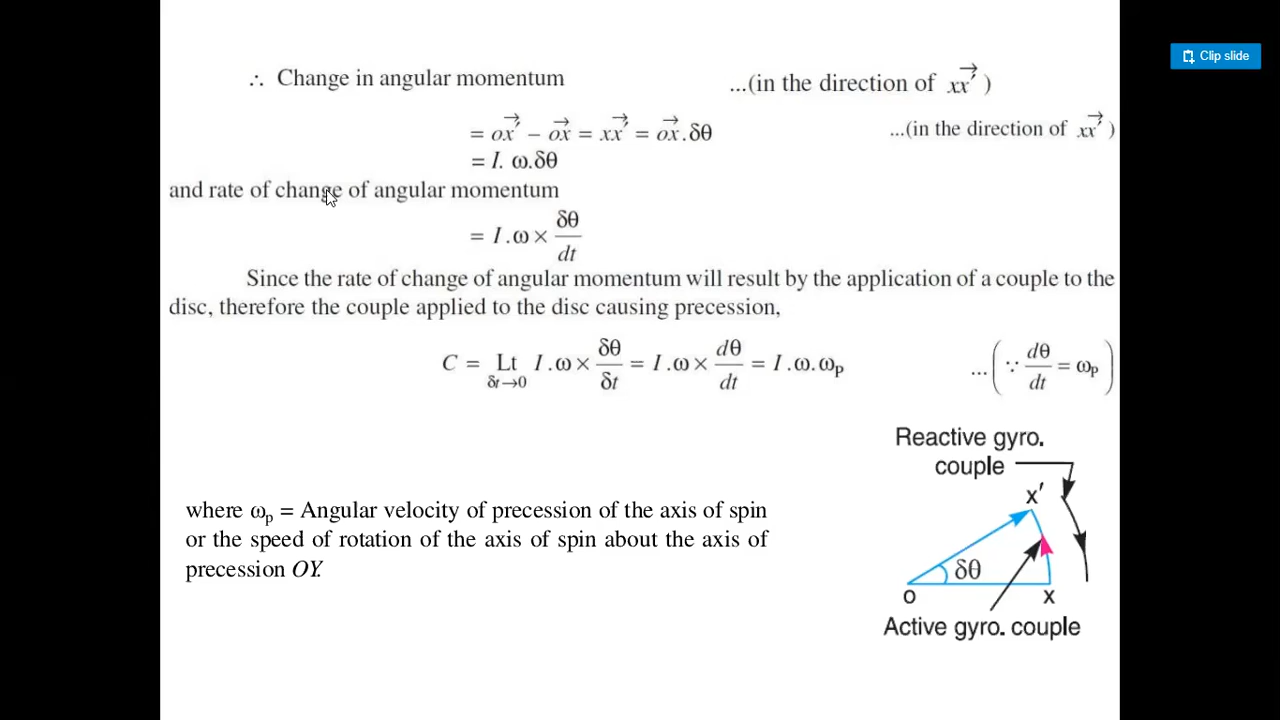 Clip slide
∴ Change in angular momentum ...(in the direction of xx'→)
= ox'→ − ox→ = xx'→ = ox→.δθ ...(in the direction of xx'→)
= I. ω.δθ
and rate of change of angular momentum
= I.ω × δθ/dt
Since the rate of change of angular momentum will result by the application of a couple to the
disc, therefore the couple applied to the disc causing precession,
C = Lt δt→0 I.ω × δθ/δt = I.ω × dθ/dt = I.ω.ωp ...(∵ dθ/dt = ωp)
Reactive gyro.
couple
x'
where ωp = Angular velocity of precession of the axis of spin
or the speed of rotation of the axis of spin about the axis of
precession OY.
δθ
o x
Active gyro. couple